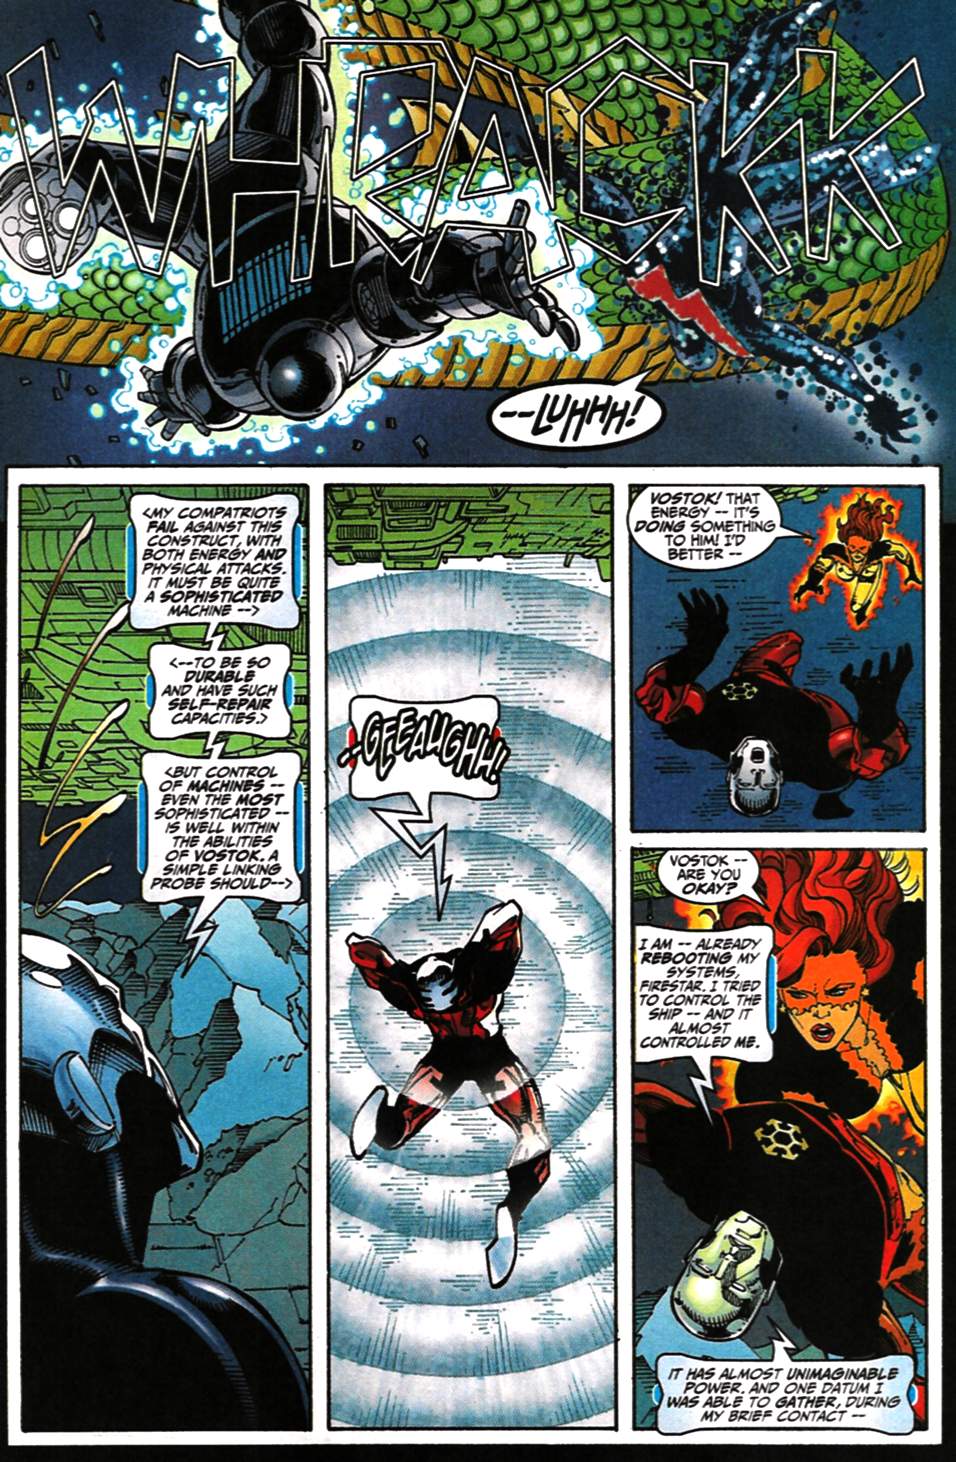 WHRACKK
--LUHHH!
<MY COMPATRIOTS
FAIL AGAINST THIS
CONSTRUCT, WITH
BOTH ENERGY AND
PHYSICAL ATTACKS.
IT MUST BE QUITE
A SOPHISTICATED
MACHINE -->
<--TO BE SO
DURABLE
AND HAVE SUCH
SELF-REPAIR
CAPACITIES.>
<BUT CONTROL
OF MACHINES --
EVEN THE MOST
SOPHISTICATED --
IS WELL WITHIN
THE ABILITIES
OF VOSTOK. A
SIMPLE LINKING
PROBE SHOULD-->
--GEEEAUGHH!
VOSTOK! THAT
ENERGY -- IT'S
DOING SOMETHING
TO HIM! I'D
BETTER --
VOSTOK --
ARE YOU
OKAY?
I AM -- ALREADY
REBOOTING MY
SYSTEMS,
FIRESTAR. I TRIED
TO CONTROL THE
SHIP -- AND IT
ALMOST
CONTROLLED ME.
IT HAS ALMOST UNIMAGINABLE
POWER. AND ONE DATUM I
WAS ABLE TO GATHER, DURING
MY BRIEF CONTACT --